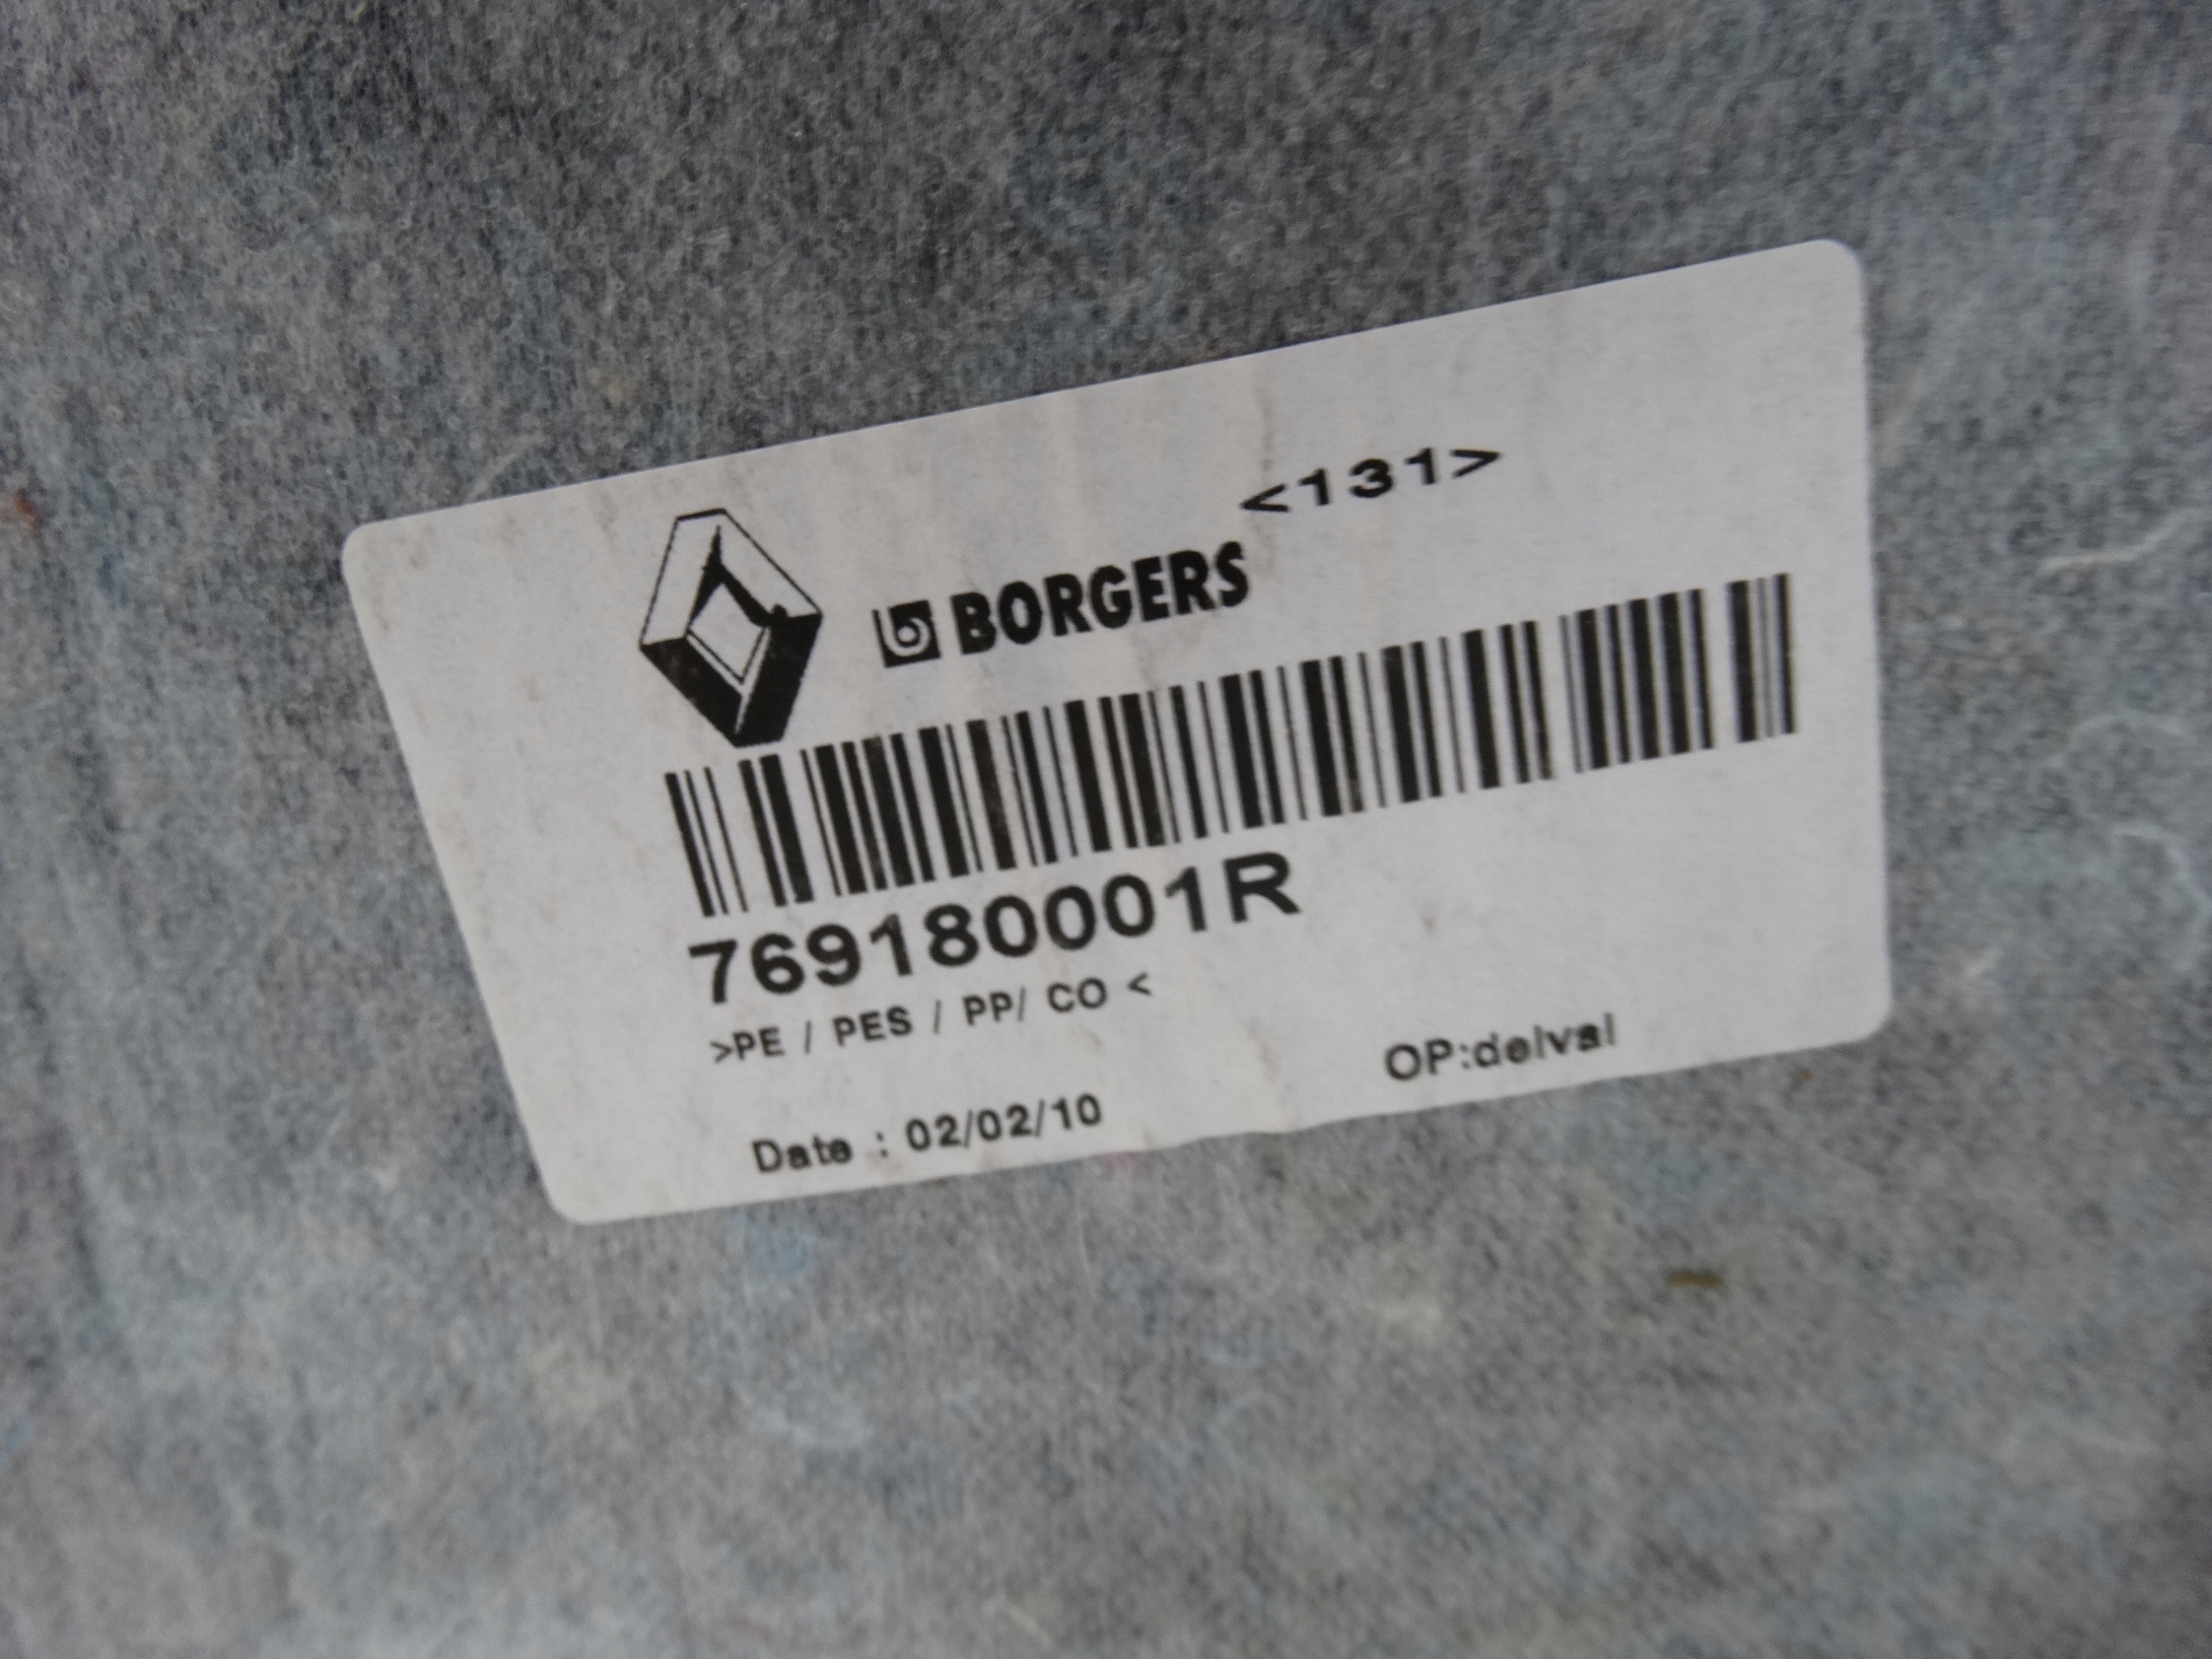 <131>
BORGERS
769180001R
>PE / PES / PP/ CO <
OP:delval
Date : 02/02/10